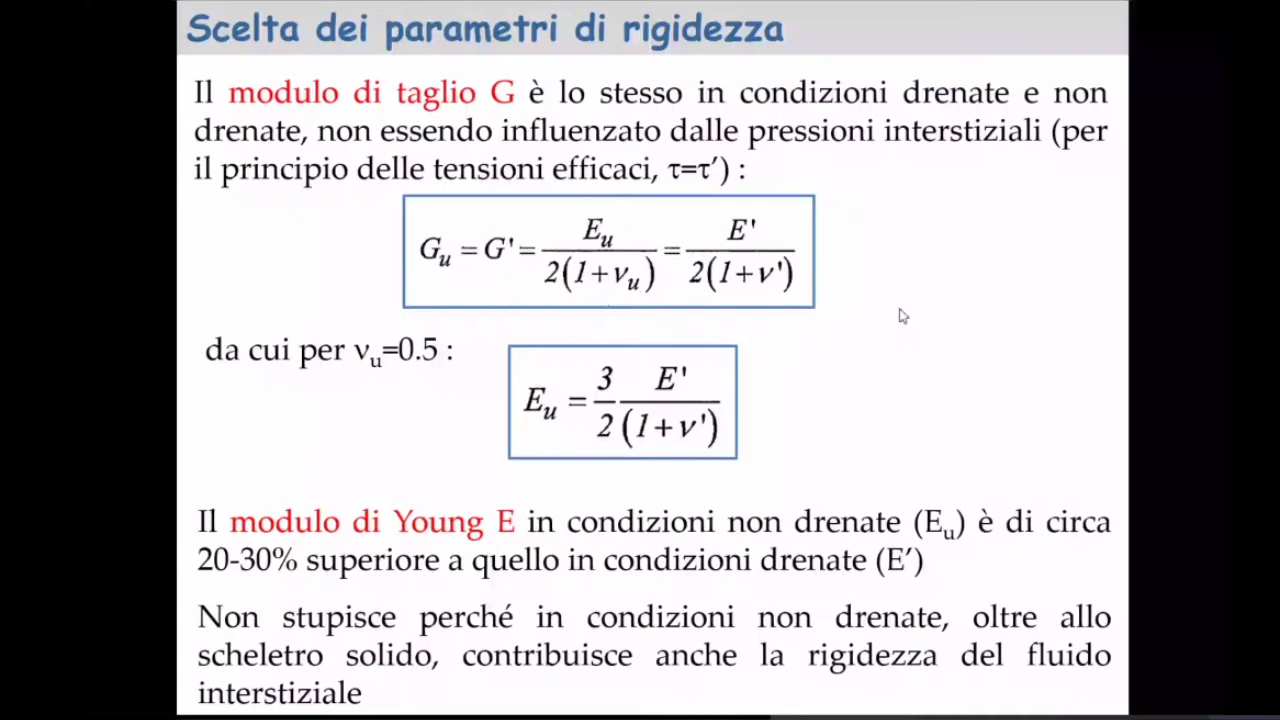 Scelta dei parametri di rigidezza
Il modulo di taglio G è lo stesso in condizioni drenate e non
drenate, non essendo influenzato dalle pressioni interstiziali (per
il principio delle tensioni efficaci, τ=τ’) :
G_u = G' = E_u / 2(1+ν_u) = E' / 2(1+ν')
da cui per ν_u=0.5 :
E_u = 3/2 E' / (1+ν')
Il modulo di Young E in condizioni non drenate (E_u) è di circa
20-30% superiore a quello in condizioni drenate (E’)
Non stupisce perché in condizioni non drenate, oltre allo
scheletro solido, contribuisce anche la rigidezza del fluido
interstiziale